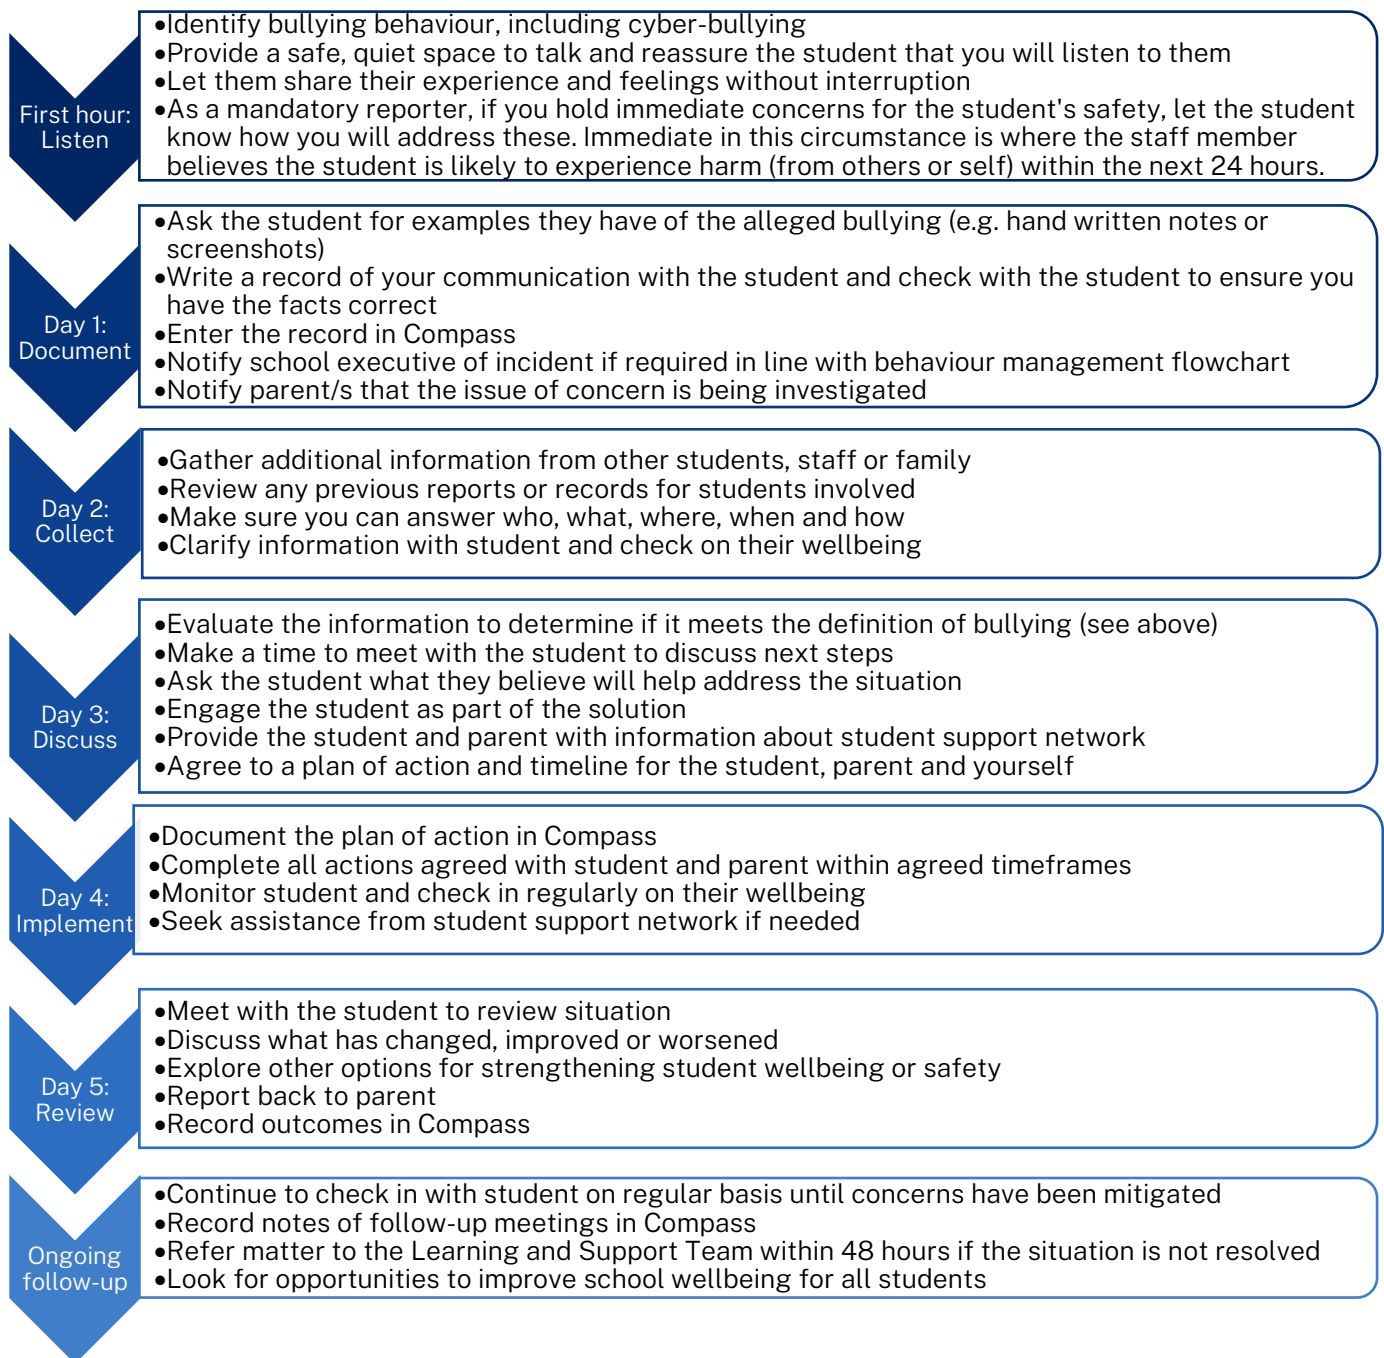 First hour:
Listen
•Identify bullying behaviour, including cyber-bullying
•Provide a safe, quiet space to talk and reassure the student that you will listen to them
•Let them share their experience and feelings without interruption
•As a mandatory reporter, if you hold immediate concerns for the student's safety, let the student
know how you will address these. Immediate in this circumstance is where the staff member
believes the student is likely to experience harm (from others or self) within the next 24 hours.
Day 1:
Document
•Ask the student for examples they have of the alleged bullying (e.g. hand written notes or
screenshots)
•Write a record of your communication with the student and check with the student to ensure you
have the facts correct
•Enter the record in Compass
•Notify school executive of incident if required in line with behaviour management flowchart
•Notify parent/s that the issue of concern is being investigated
Day 2:
Collect
•Gather additional information from other students, staff or family
•Review any previous reports or records for students involved
•Make sure you can answer who, what, where, when and how
•Clarify information with student and check on their wellbeing
Day 3:
Discuss
•Evaluate the information to determine if it meets the definition of bullying (see above)
•Make a time to meet with the student to discuss next steps
•Ask the student what they believe will help address the situation
•Engage the student as part of the solution
•Provide the student and parent with information about student support network
•Agree to a plan of action and timeline for the student, parent and yourself
Day 4:
Implement
•Document the plan of action in Compass
•Complete all actions agreed with student and parent within agreed timeframes
•Monitor student and check in regularly on their wellbeing
•Seek assistance from student support network if needed
Day 5:
Review
•Meet with the student to review situation
•Discuss what has changed, improved or worsened
•Explore other options for strengthening student wellbeing or safety
•Report back to parent
•Record outcomes in Compass
Ongoing
follow-up
•Continue to check in with student on regular basis until concerns have been mitigated
•Record notes of follow-up meetings in Compass
•Refer matter to the Learning and Support Team within 48 hours if the situation is not resolved
•Look for opportunities to improve school wellbeing for all students